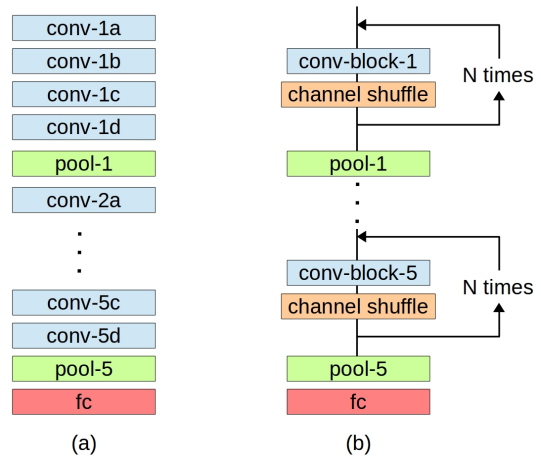 conv-1a
conv-1b
conv-1c
conv-1d
pool-1
conv-2a
conv-5c
conv-5d
pool-5
fc
(a)
conv-block-1
channel shuffle
N times
pool-1
conv-block-5
channel shuffle
N times
pool-5
fc
(b)